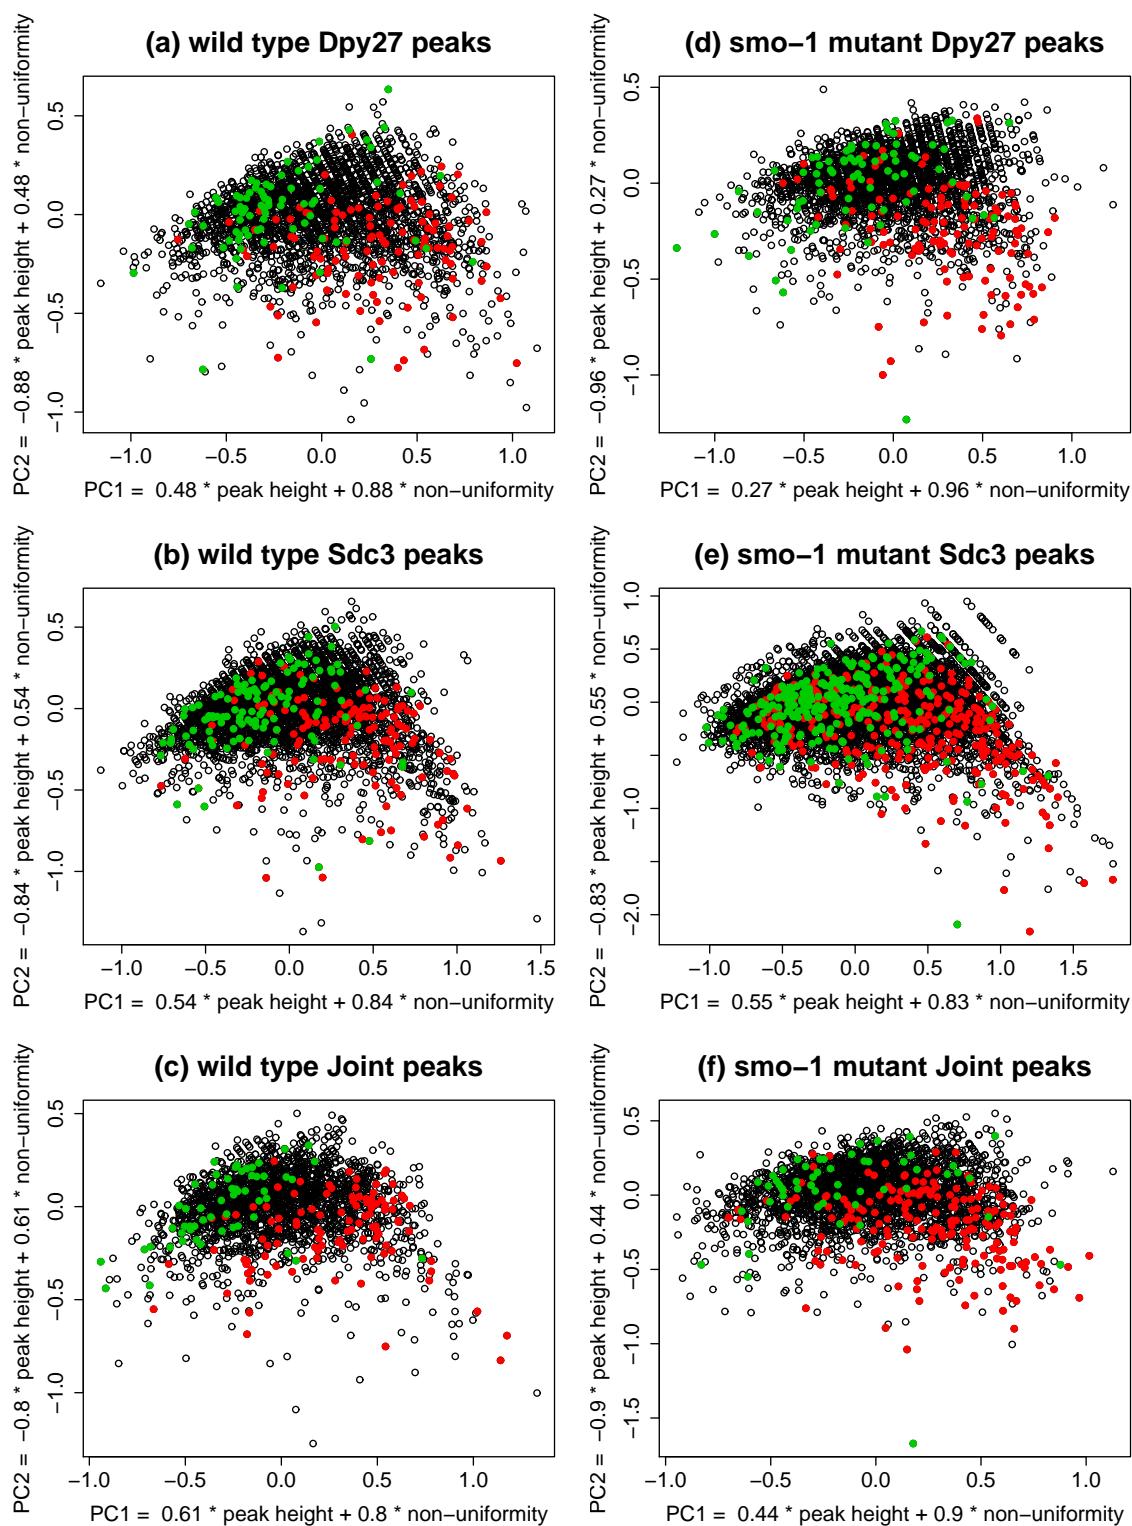 (a) wild type Dpy27 peaks
PC2 = −0.88 * peak height + 0.48 * non−uniformity
0.5
0.0
−0.5
−1.0
−1.0 −0.5 0.0 0.5 1.0
PC1 = 0.48 * peak height + 0.88 * non−uniformity
(d) smo−1 mutant Dpy27 peaks
PC2 = −0.96 * peak height + 0.27 * non−uniformity
0.5
0.0
−0.5
−1.0
−1.0 −0.5 0.0 0.5 1.0
PC1 = 0.27 * peak height + 0.96 * non−uniformity
(b) wild type Sdc3 peaks
PC2 = −0.84 * peak height + 0.54 * non−uniformity
0.5
0.0
−0.5
−1.0
−1.0 −0.5 0.0 0.5 1.0 1.5
PC1 = 0.54 * peak height + 0.84 * non−uniformity
(e) smo−1 mutant Sdc3 peaks
PC2 = −0.83 * peak height + 0.55 * non−uniformity
1.0
0.5
0.0
−1.0
−2.0
−1.0 −0.5 0.0 0.5 1.0 1.5
PC1 = 0.55 * peak height + 0.83 * non−uniformity
(c) wild type Joint peaks
PC2 = −0.8 * peak height + 0.61 * non−uniformity
0.5
0.0
−0.5
−1.0
−1.0 −0.5 0.0 0.5 1.0
PC1 = 0.61 * peak height + 0.8 * non−uniformity
(f) smo−1 mutant Joint peaks
PC2 = −0.9 * peak height + 0.44 * non−uniformity
0.5
0.0
−0.5
−1.0
−1.5
−1.0 −0.5 0.0 0.5 1.0
PC1 = 0.44 * peak height + 0.9 * non−uniformity